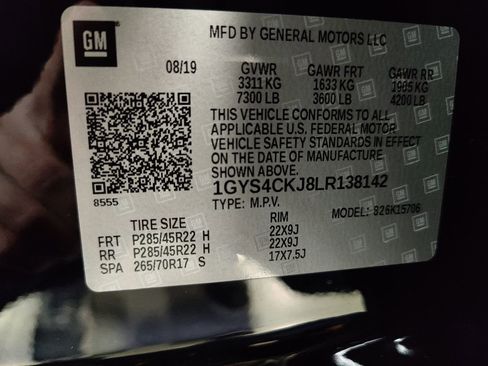 GM
MFD BY GENERAL MOTORS LLC
08/19 GVWR GAWR FRT GAWR RR
3311 KG 1633 KG 1905 KG
7300 LB 3600 LB 4200 LB
THIS VEHICLE CONFORMS TO ALL
APPLICABLE U.S. FEDERAL MOTOR
VEHICLE SAFETY STANDARDS IN EFFECT
ON THE DATE OF MANUFACTURE
SHOWN ABOVE.
1GYS4CKJ8LR138142
8555
TYPE: M.P.V. MODEL: 826K15706
TIRE SIZE RIM
FRT P285/45R22 H 22X9J
RR P285/45R22 H 22X9J
SPA 265/70R17 S 17X7.5J